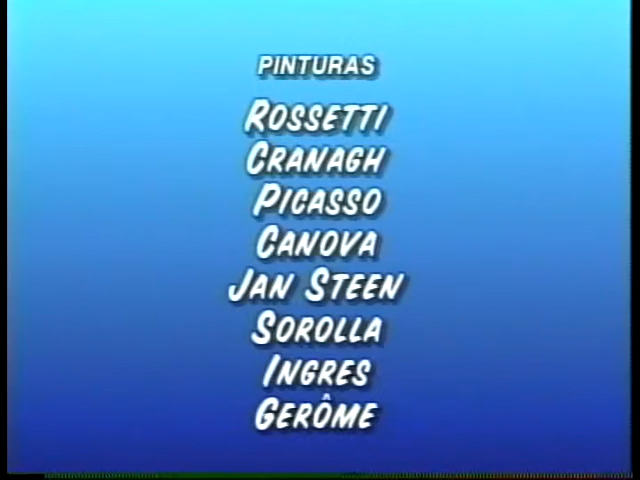 PINTURAS
ROSSETTI
CRANAGH
PICASSO
CANOVA
JAN STEEN
SOROLLA
INGRES
GERÔME